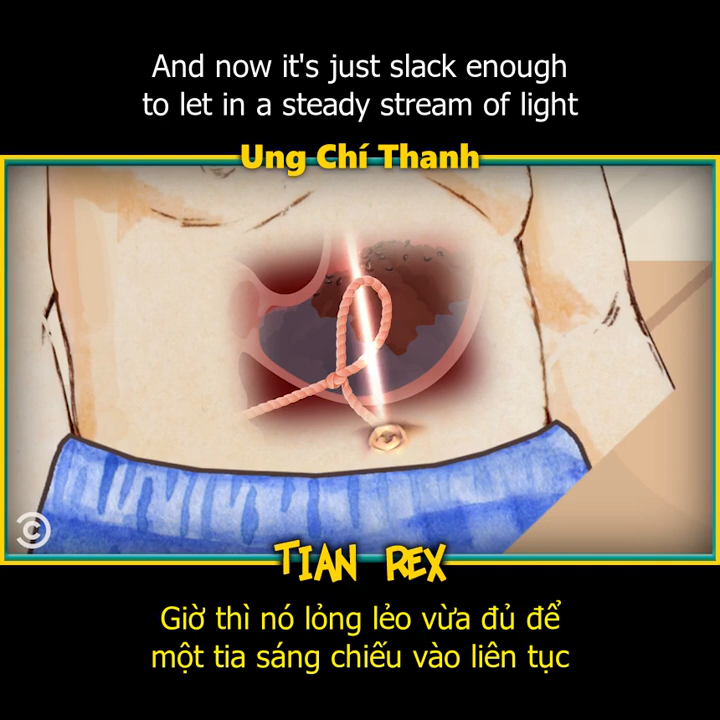 And now it's just slack enough
to let in a steady stream of light
Ung Chí Thanh
TIAN REX
Giờ thì nó lỏng lẻo vừa đủ để
một tia sáng chiếu vào liên tục